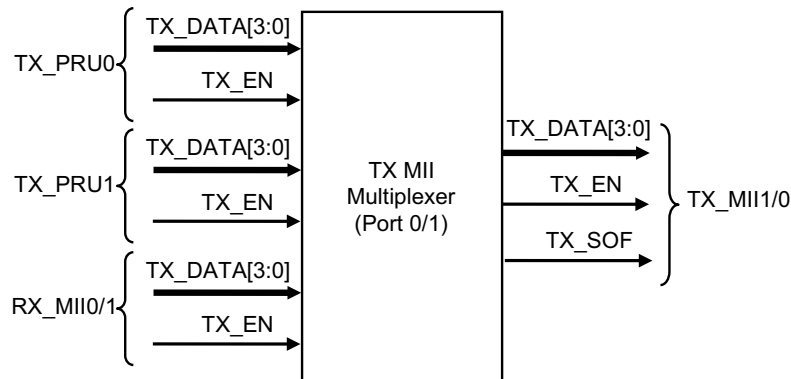 TX_DATA[3:0]
TX_PRU0
TX_EN
TX_DATA[3:0]
TX_PRU1
TX_EN
TX_DATA[3:0]
RX_MII0/1
TX_EN
TX MII
Multiplexer
(Port 0/1)
TX_DATA[3:0]
TX_EN
TX_MII1/0
TX_SOF